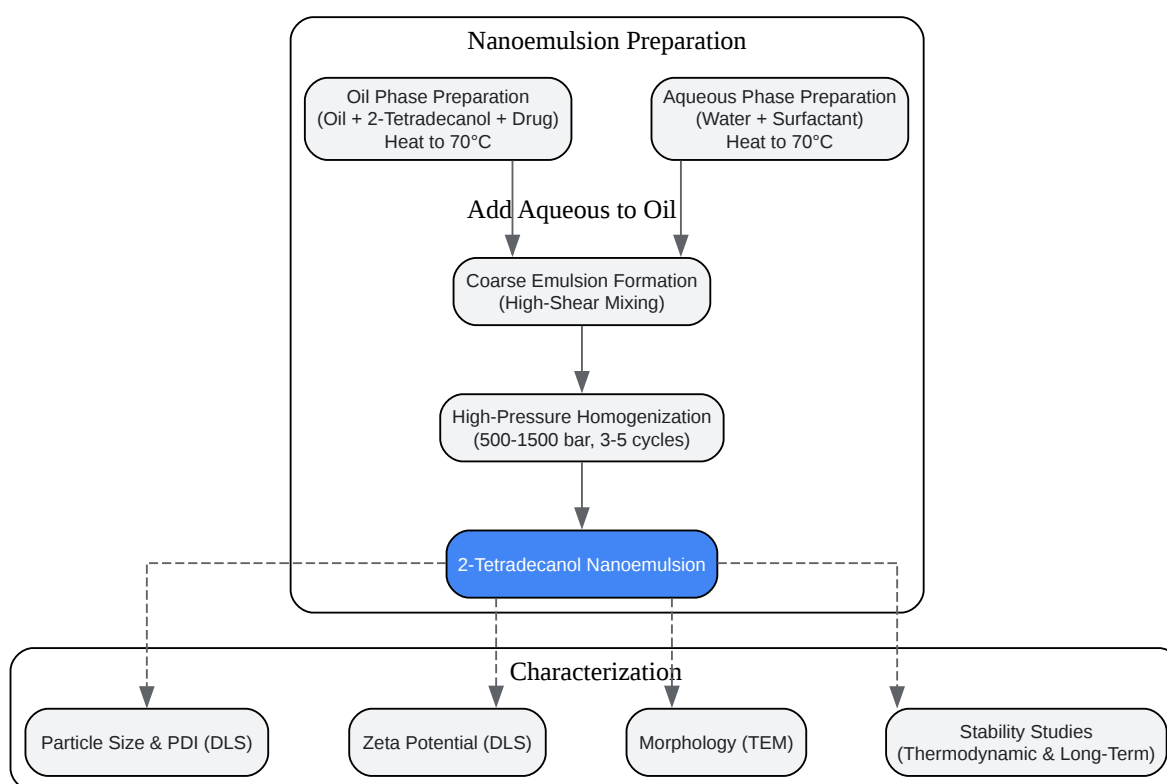 Nanoemulsion Preparation
Oil Phase Preparation
(Oil + 2-Tetradecanol + Drug)
Heat to 70°C
Aqueous Phase Preparation
(Water + Surfactant)
Heat to 70°C
Add Aqueous to Oil
Coarse Emulsion Formation
(High-Shear Mixing)
High-Pressure Homogenization
(500-1500 bar, 3-5 cycles)
2-Tetradecanol Nanoemulsion
Characterization
Particle Size & PDI (DLS)
Zeta Potential (DLS)
Morphology (TEM)
Stability Studies
(Thermodynamic & Long-Term)